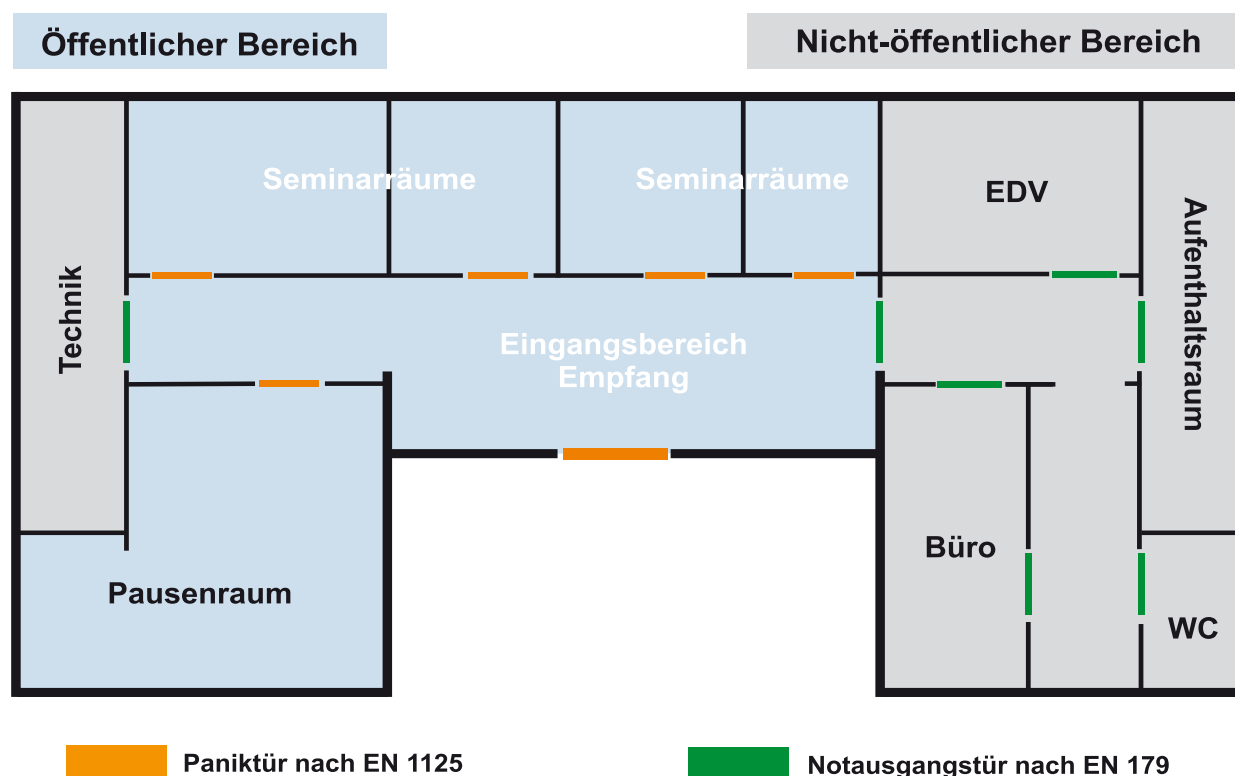 Öffentlicher Bereich
Nicht-öffentlicher Bereich
Seminarräume
Seminarräume
EDV
Aufenthaltsraum
Technik
Eingangsbereich
Empfang
Büro
Pausenraum
WC
Paniktür nach EN 1125
Notausgangstür nach EN 179